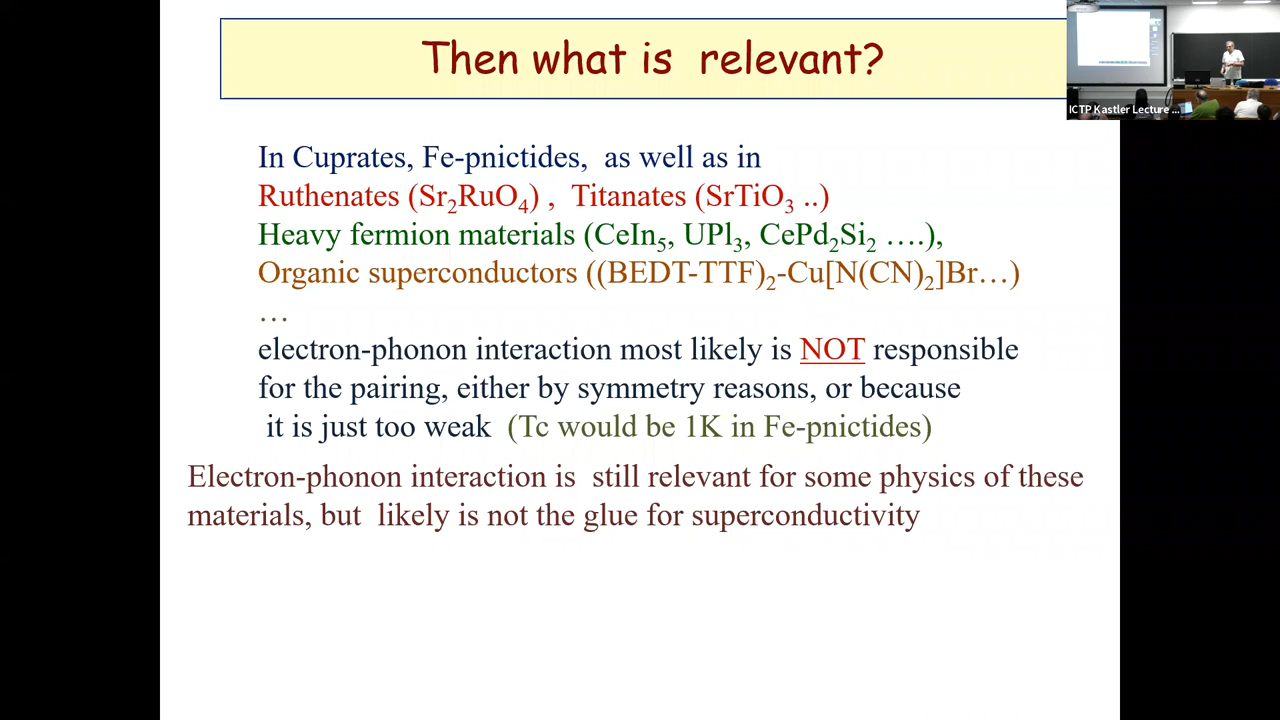 Then what is relevant?
ICTP Kastler Lecture ...
In Cuprates, Fe-pnictides, as well as in
Ruthenates (Sr₂RuO₄) , Titanates (SrTiO₃ ..)
Heavy fermion materials (CeIn₅, UPl₃, CePd₂Si₂ ….),
Organic superconductors ((BEDT-TTF)₂-Cu[N(CN)₂]Br…)
…
electron-phonon interaction most likely is NOT responsible
for the pairing, either by symmetry reasons, or because
it is just too weak (Tc would be 1K in Fe-pnictides)
Electron-phonon interaction is still relevant for some physics of these
materials, but likely is not the glue for superconductivity